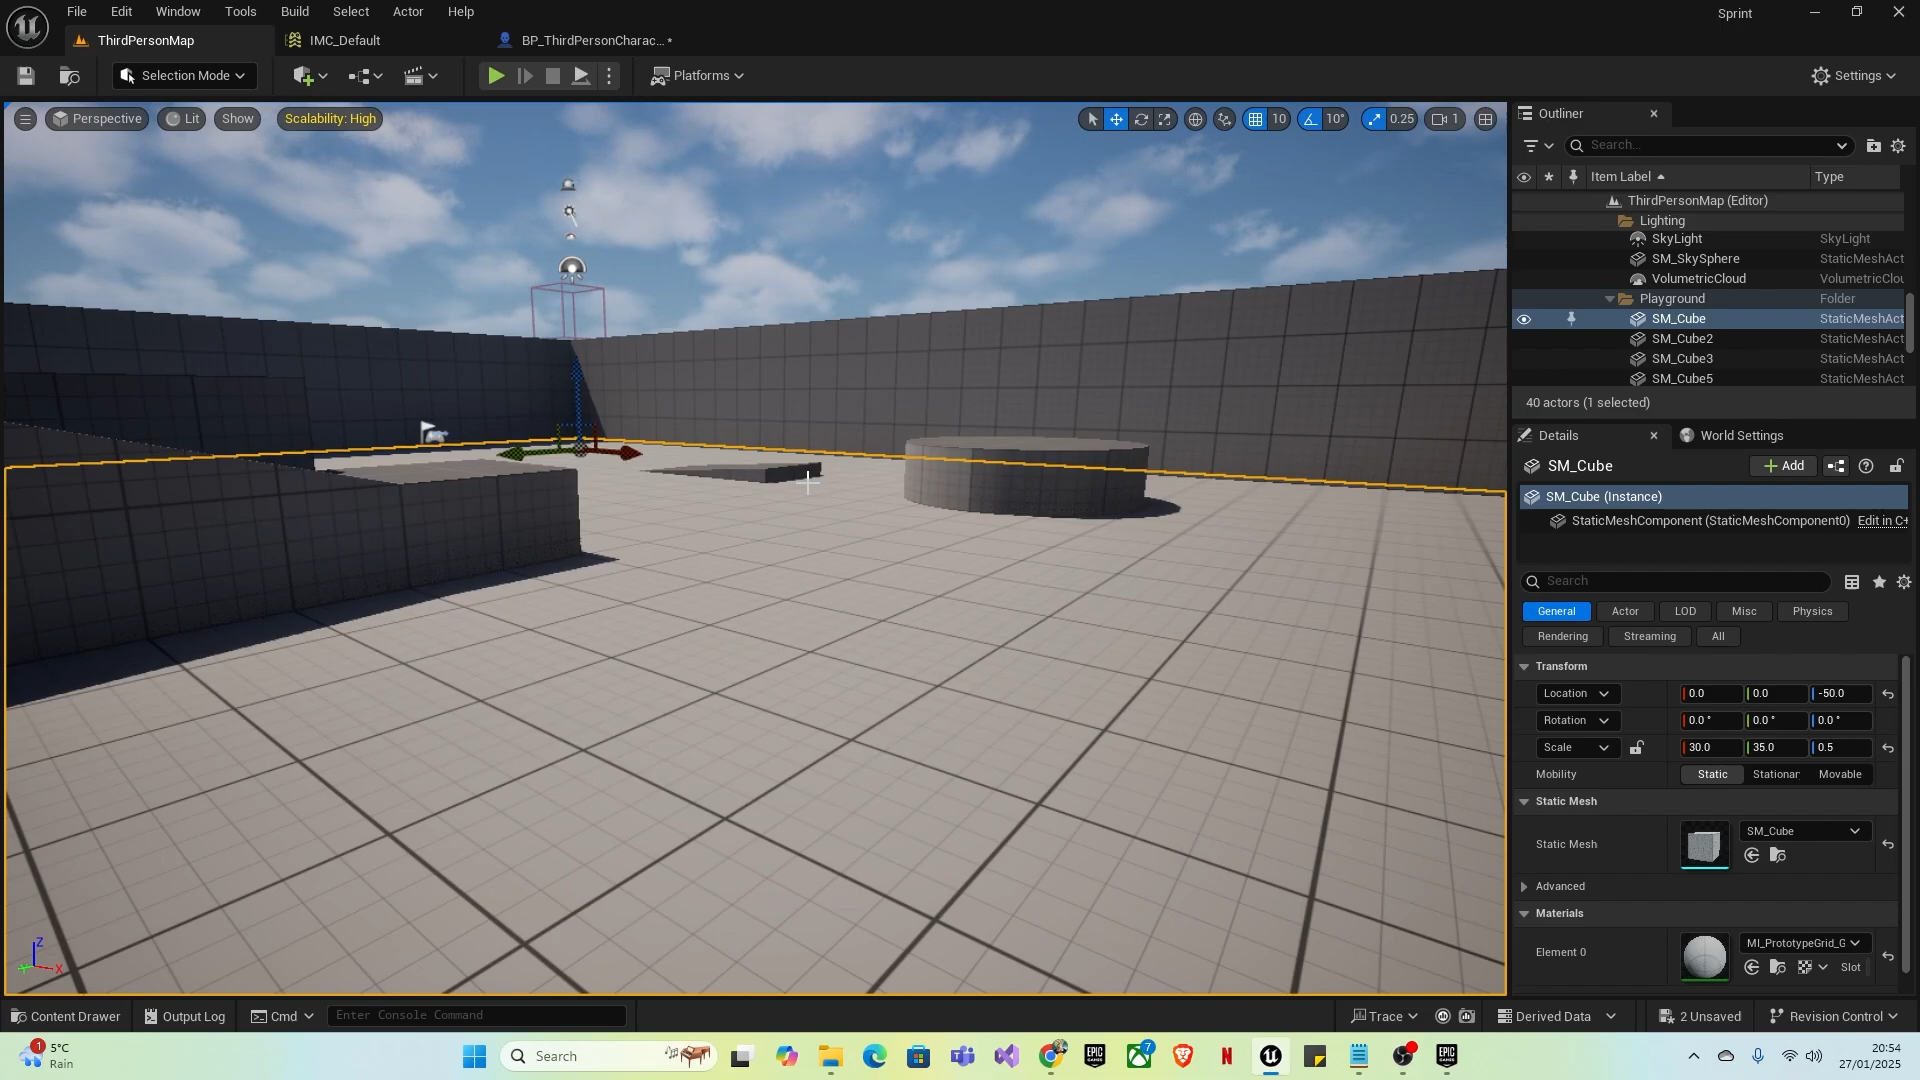 File Edit Window Tools Build Select Actor Help
Sprint
ThirdPersonMap
IMC_Default
BP_ThirdPersonCharac... *
Selection Mode
Platforms
Settings
Perspective
Lit
Show
Scalability: High
10
10°
0.25
1
Outliner
Search...
Item Label
Type
ThirdPersonMap (Editor)
Lighting
SkyLight SkyLight
SM_SkySphere StaticMeshAct
VolumetricCloud VolumetricClou
Playground Folder
SM_Cube StaticMeshAct
SM_Cube2 StaticMeshAct
SM_Cube3 StaticMeshAct
SM_Cube5 StaticMeshAct
40 actors (1 selected)
Details
World Settings
SM_Cube
Add
SM_Cube (Instance)
StaticMeshComponent (StaticMeshComponent0) Edit in C+
Search
General Actor LOD Misc Physics
Rendering Streaming All
Transform
Location 0.0 0.0 -50.0
Rotation 0.0 ° 0.0 ° 0.0 °
Scale 30.0 35.0 0.5
Mobility Static Stationar Movable
Static Mesh
Static Mesh SM_Cube
Advanced
Materials
Element 0 MI_PrototypeGrid_G
Slot
Z
X
Content Drawer
Output Log
Cmd
Enter Console Command
Trace
Derived Data
2 Unsaved
Revision Control
1
5°C
Rain
Search
EPIC GAMES
7
N
EPIC GAMES
20:54
27/01/2025